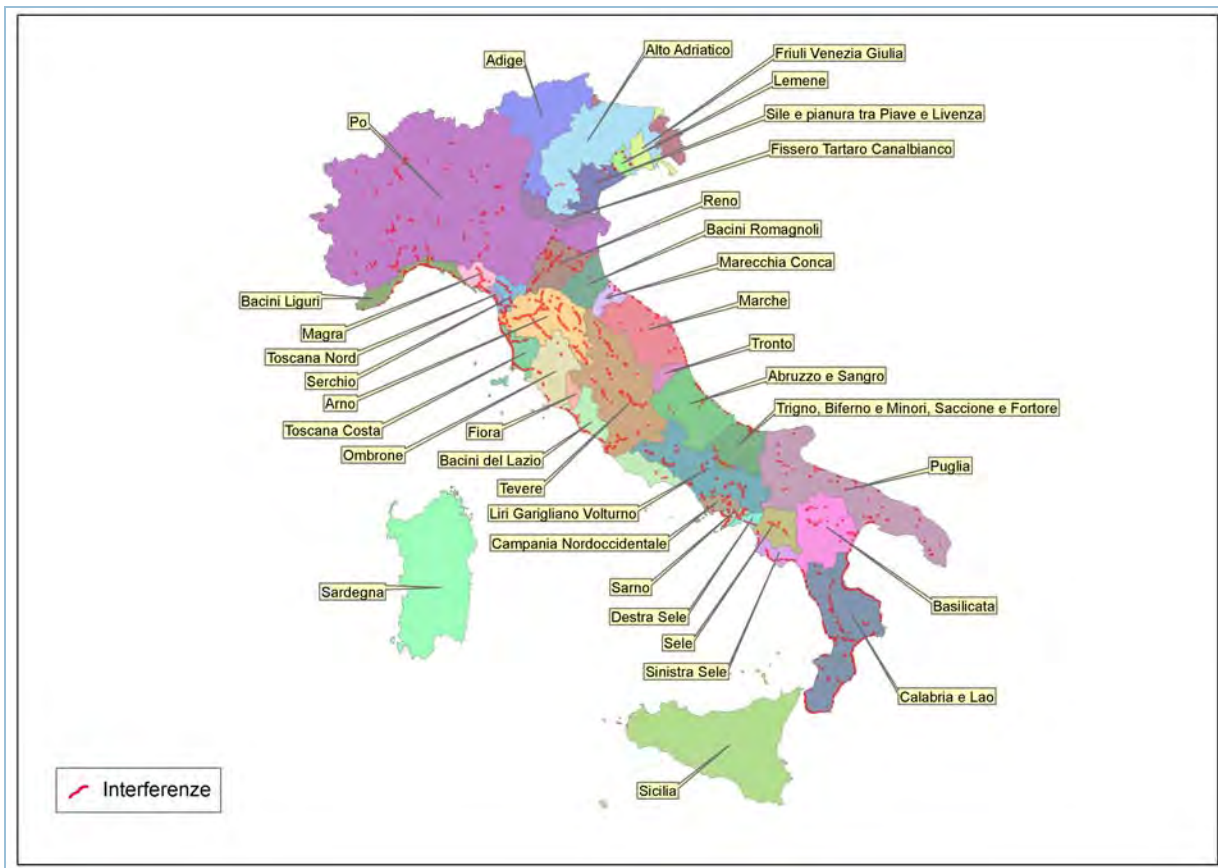 Alto Adriatico
Friuli Venezia Giulia
Adige
Lemene
Sile e pianura tra Piave e Livenza
Po
Fissero Tartaro Canalbianco
Reno
Bacini Romagnoli
Marecchia Conca
Bacini Liguri
Marche
Magra
Tronto
Toscana Nord
Abruzzo e Sangro
Serchio
Arno
Trigno, Biferno e Minori, Saccione e Fortore
Toscana Costa
Fiora
Ombrone
Bacini del Lazio
Puglia
Tevere
Liri Garigliano Volturno
Campania Nordoccidentale
Sardegna
Sarno
Basilicata
Destra Sele
Sele
Sinistra Sele
Calabria e Lao
Interferenze
Sicilia